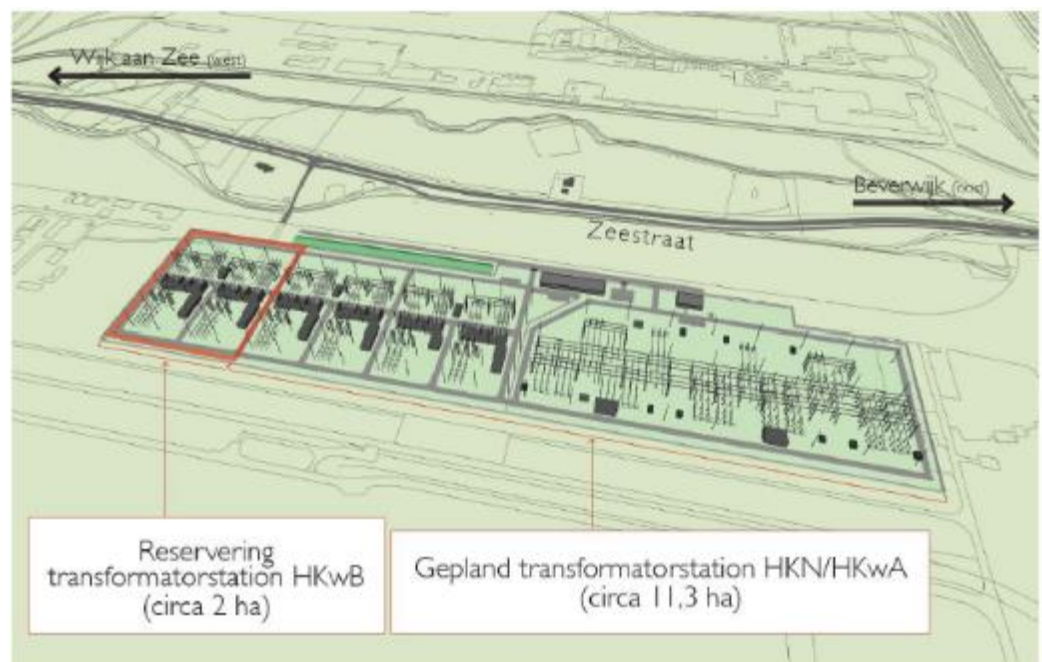 Wijk aan Zee (west)
Beverwijk (oost)
Zeestraat
Reservering
transformatorstation HKwB
(circa 2 ha)
Gepland transformatorstation HKN/HKwA
(circa 11,3 ha)